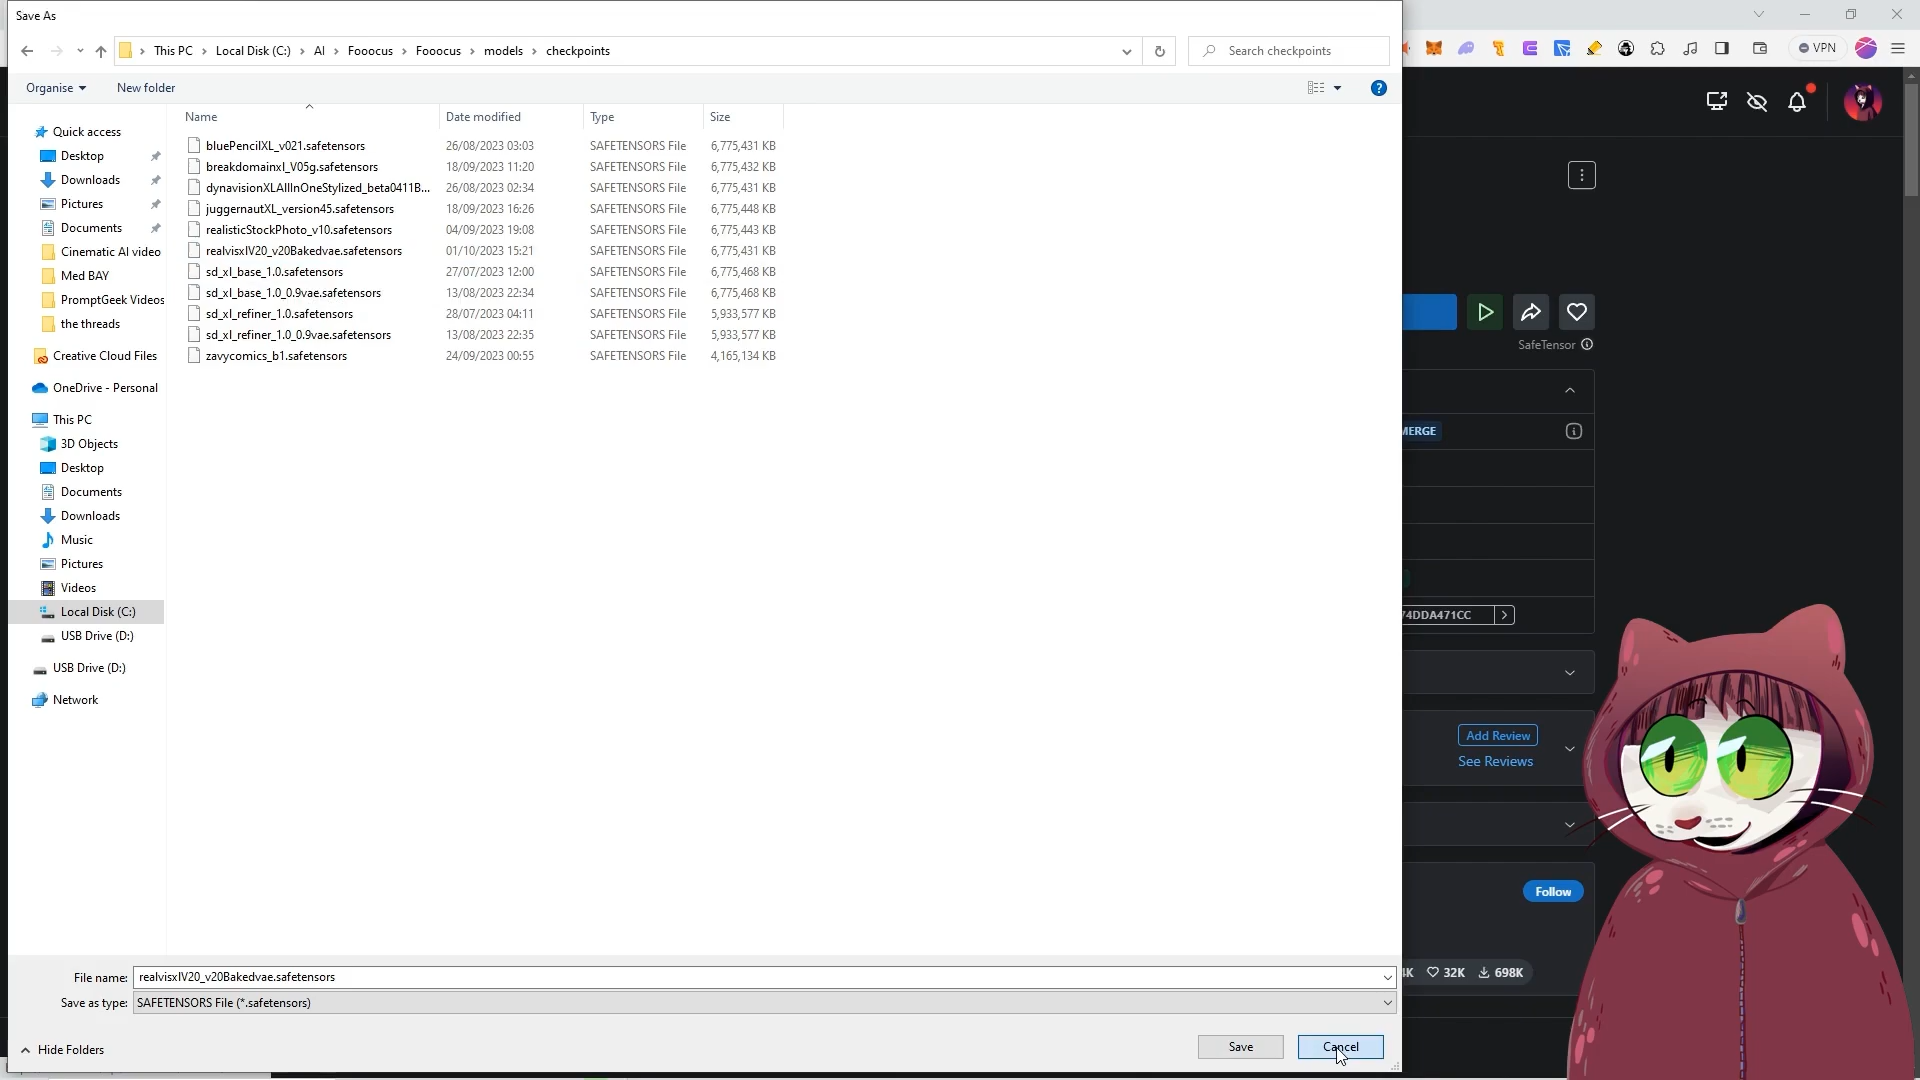 Save As
This PC > Local Disk (C:) > AI > Fooocus > Fooocus > models > checkpoints
Search checkpoints
VPN
Organise
New folder
Name
Date modified
Type
Size
bluePencilXL_v021.safetensors 26/08/2023 03:03 SAFETENSORS File 6,775,431 KB
breakdomainxl_V05g.safetensors 18/09/2023 11:20 SAFETENSORS File 6,775,432 KB
dynavisionXLAllInOneStylized_beta0411B... 26/08/2023 02:34 SAFETENSORS File 6,775,431 KB
juggernautXL_version45.safetensors 18/09/2023 16:26 SAFETENSORS File 6,775,448 KB
realisticStockPhoto_v10.safetensors 04/09/2023 19:08 SAFETENSORS File 6,775,443 KB
realvisxlV20_v20Bakedvae.safetensors 01/10/2023 15:21 SAFETENSORS File 6,775,431 KB
sd_xl_base_1.0.safetensors 27/07/2023 12:00 SAFETENSORS File 6,775,468 KB
sd_xl_base_1.0_0.9vae.safetensors 13/08/2023 22:34 SAFETENSORS File 6,775,468 KB
sd_xl_refiner_1.0.safetensors 28/07/2023 04:11 SAFETENSORS File 5,933,577 KB
sd_xl_refiner_1.0_0.9vae.safetensors 13/08/2023 22:35 SAFETENSORS File 5,933,577 KB
zavycomics_b1.safetensors 24/09/2023 00:55 SAFETENSORS File 4,165,134 KB
Quick access
Desktop
Downloads
Pictures
Documents
Cinematic AI video
Med BAY
PromptGeek Videos
the threads
Creative Cloud Files
OneDrive - Personal
This PC
3D Objects
Desktop
Documents
Downloads
Music
Pictures
Videos
Local Disk (C:)
USB Drive (D:)
USB Drive (D:)
Network
SafeTensor
MERGE
74DDA471CC
Add Review
See Reviews
Follow
4K 32K 698K
File name: realvisxlV20_v20Bakedvae.safetensors
Save as type: SAFETENSORS File (*.safetensors)
Hide Folders
Save
Cancel